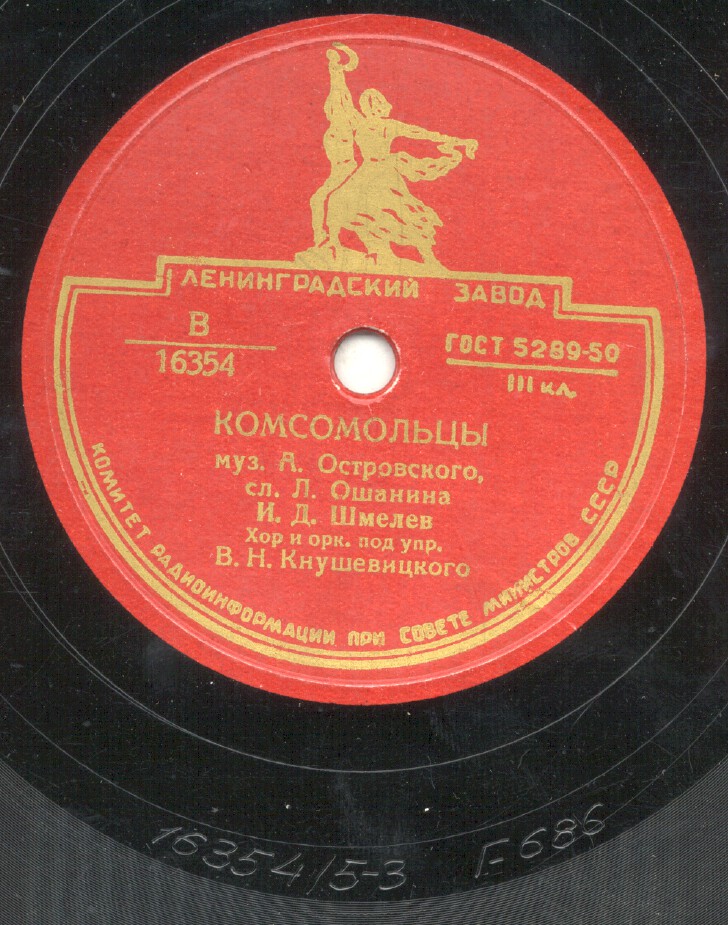 ЛЕНИНГРАДСКИЙ ЗАВОД
В
16354
ГОСТ 5289-50
III кл.
КОМСОМОЛЬЦЫ
муз. А. Островского,
сл. Л. Ошанина
И. Д. Шмелев
Хор и орк. под упр.
В. Н. Кнушевицкого
КОМИТЕТ РАДИОИНФОРМАЦИИ ПРИ СОВЕТЕ МИНИСТРОВ СССР
16354/5-3 Г-686